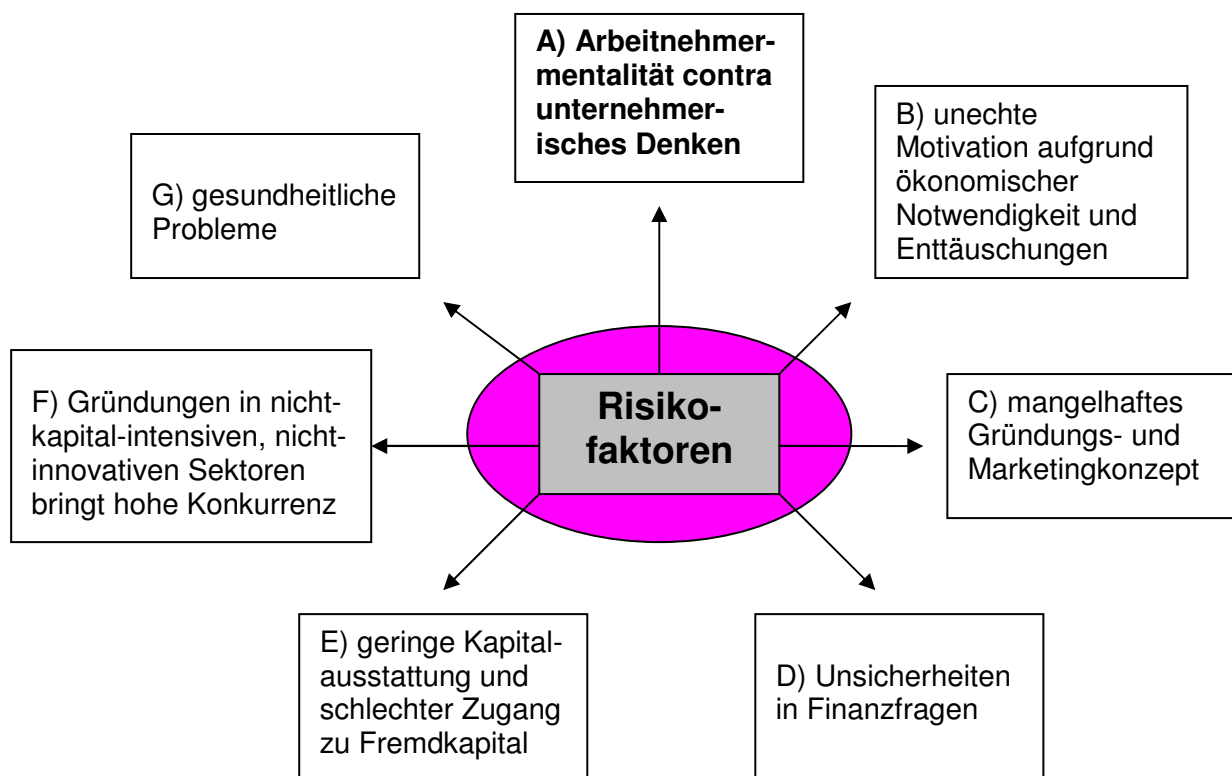 A) Arbeitnehmer-
mentalität contra
unternehmer-
isches Denken
B) unechte
Motivation aufgrund
ökonomischer
Notwendigkeit und
Enttäuschungen
G) gesundheitliche
Probleme
Risiko-
faktoren
C) mangelhaftes
Gründungs- und
Marketingkonzept
F) Gründungen in nicht-
kapital-intensiven, nicht-
innovativen Sektoren
bringt hohe Konkurrenz
E) geringe Kapital-
ausstattung und
schlechter Zugang
zu Fremdkapital
D) Unsicherheiten
in Finanzfragen